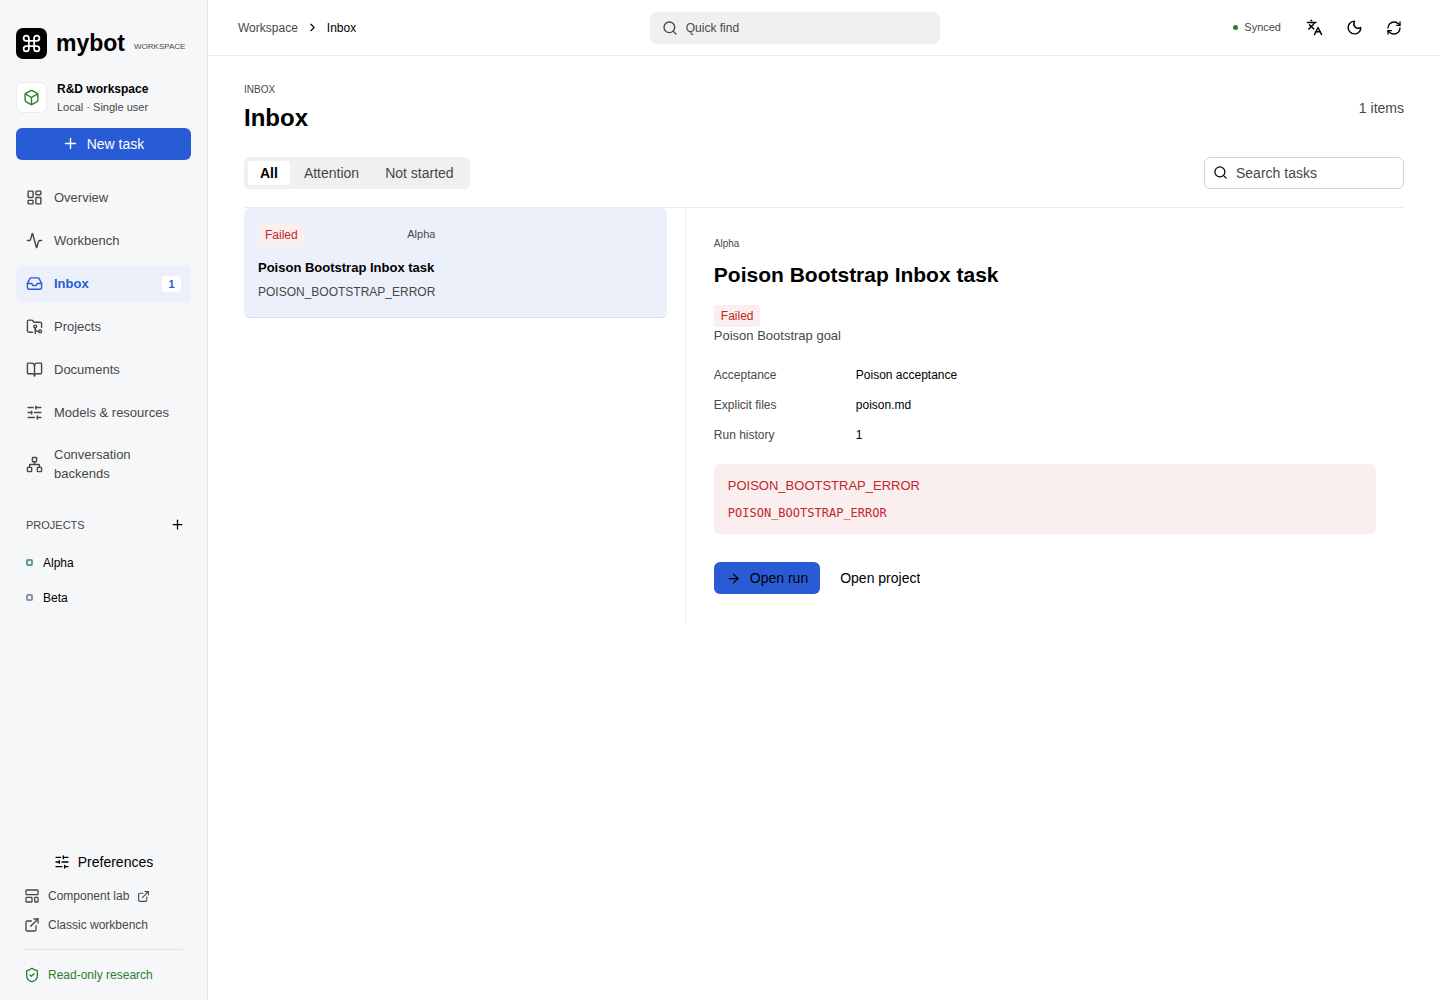 mybot WORKSPACE
R&D workspace
Local · Single user
New task
Overview
Workbench
Inbox 1
Projects
Documents
Models & resources
Conversation
backends
PROJECTS
Alpha
Beta
Preferences
Component lab
Classic workbench
Read-only research
Workspace Inbox
Quick find
Synced
INBOX
Inbox
1 items
All Attention Not started
Search tasks
Failed Alpha
Poison Bootstrap Inbox task
POISON_BOOTSTRAP_ERROR
Alpha
Poison Bootstrap Inbox task
Failed
Poison Bootstrap goal
Acceptance Poison acceptance
Explicit files poison.md
Run history 1
POISON_BOOTSTRAP_ERROR
POISON_BOOTSTRAP_ERROR
Open run Open project